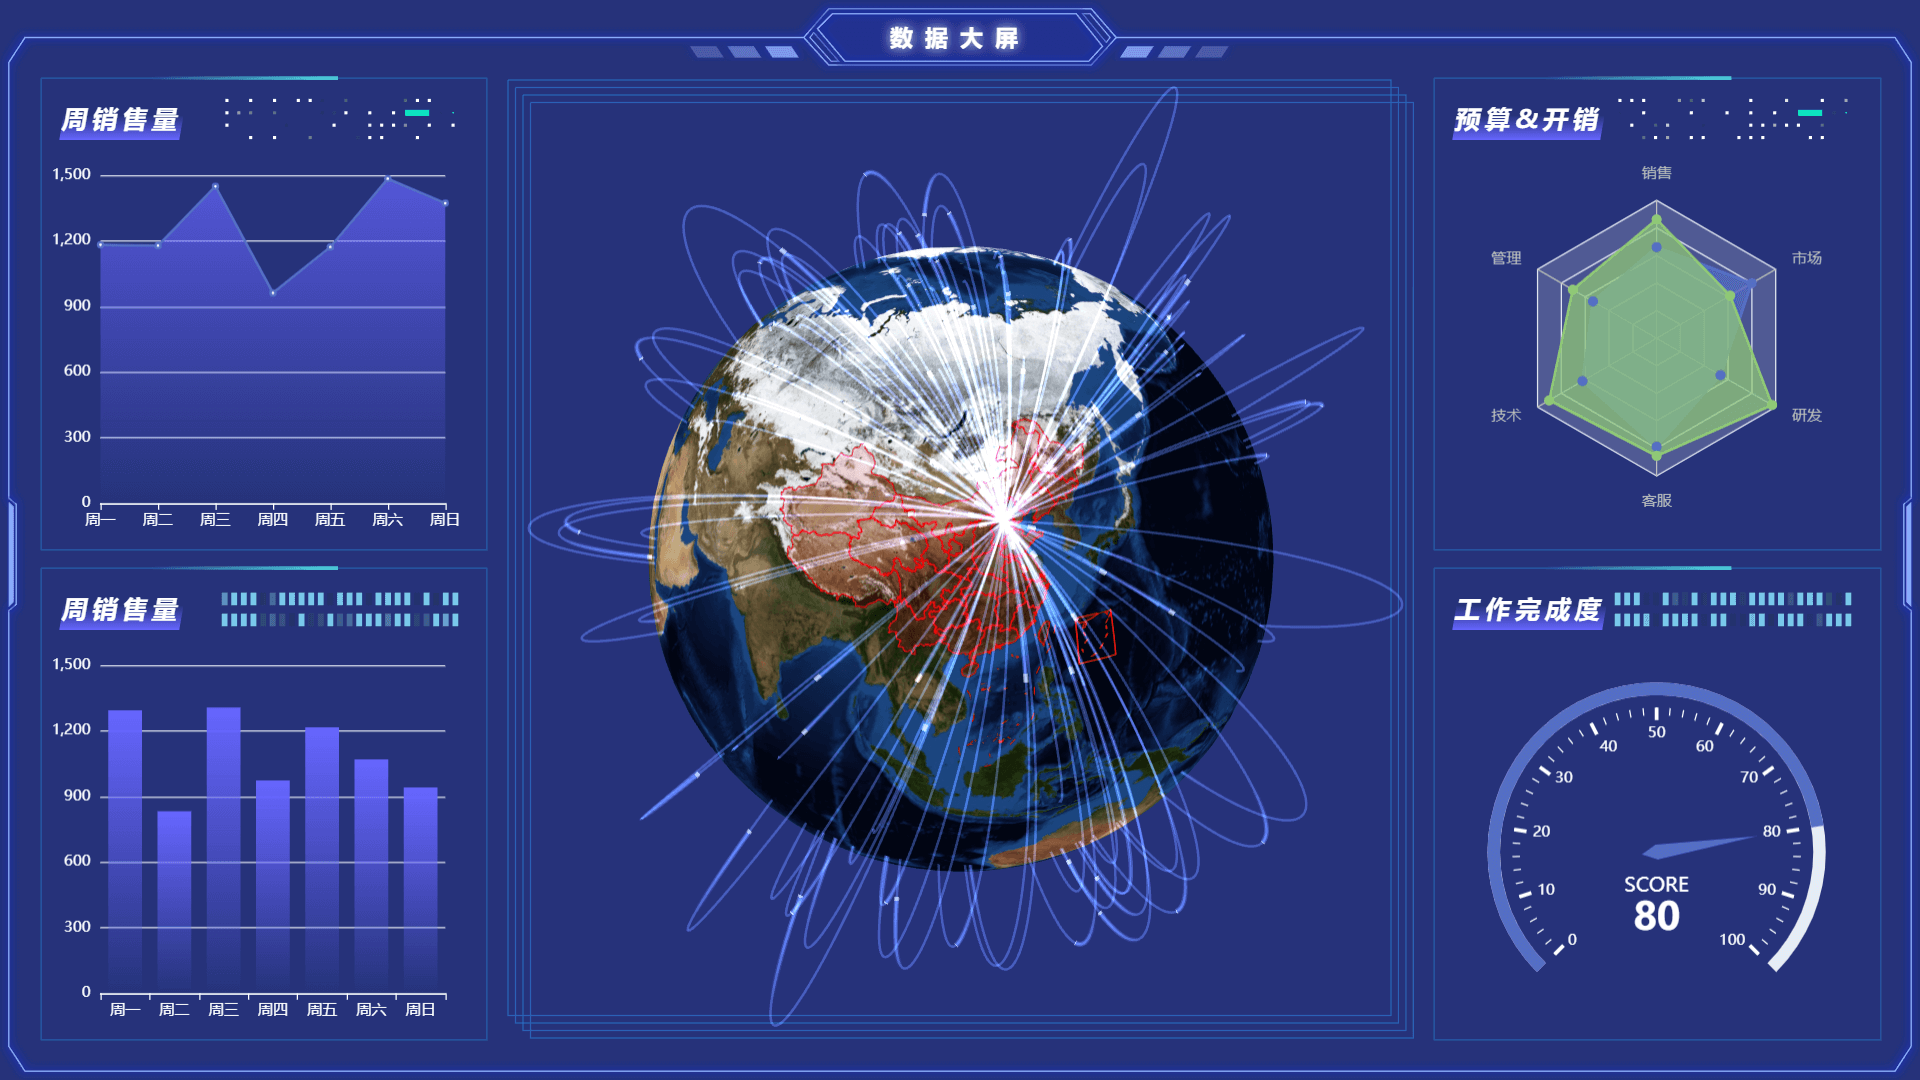 数据大屏
周销售量
1,500
1,200
900
600
300
0
周一 周二 周三 周四 周五 周六 周日
周销售量
1,500
1,200
900
600
300
0
周一 周二 周三 周四 周五 周六 周日
预算&开销
销售
管理
市场
技术
研发
客服
工作完成度
0
10
20
30
40
50
60
70
80
90
100
SCORE
80